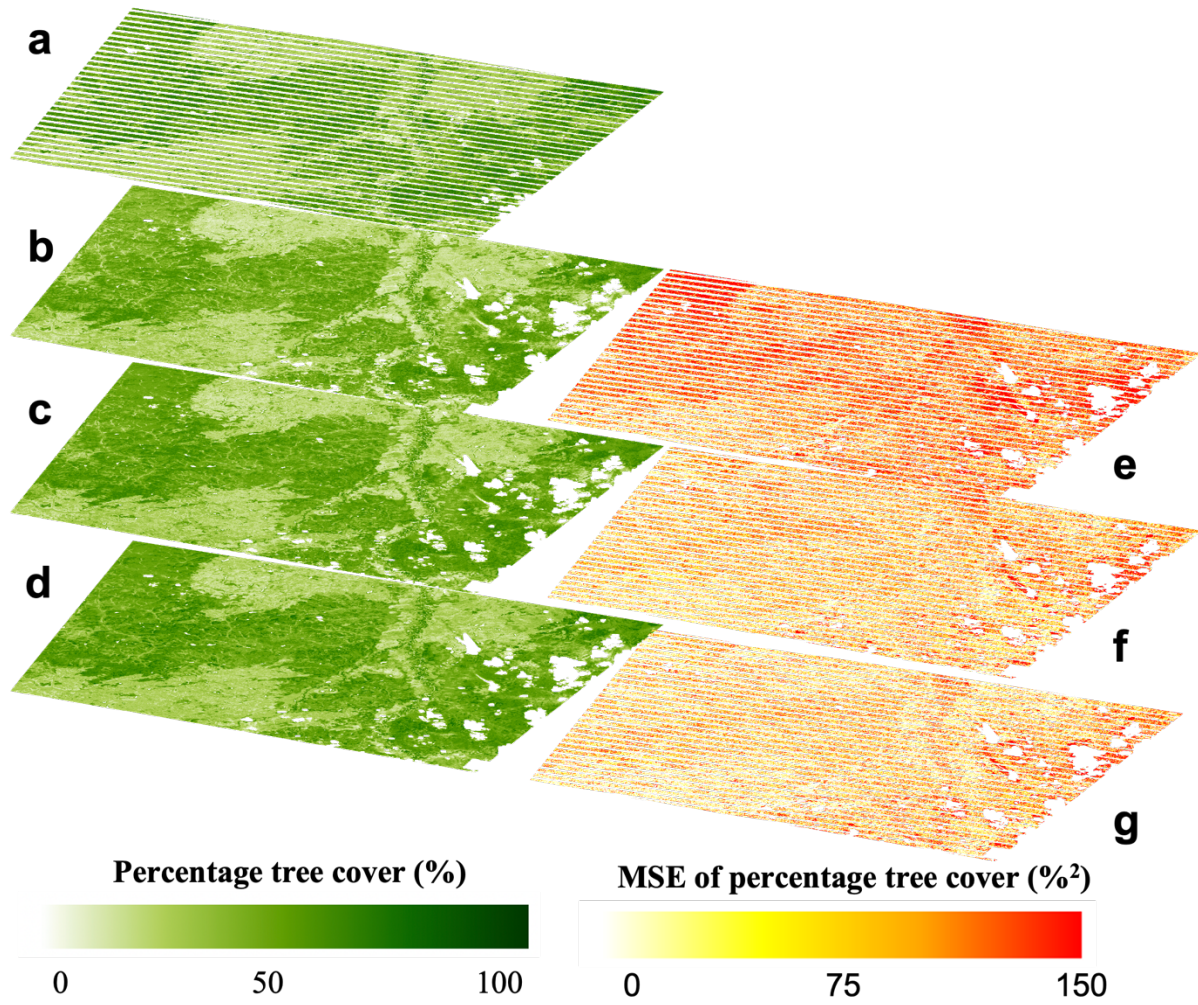 a
b
c
e
d
f
g
Percentage tree cover (%)
0 50 100
MSE of percentage tree cover (%²)
0 75 150